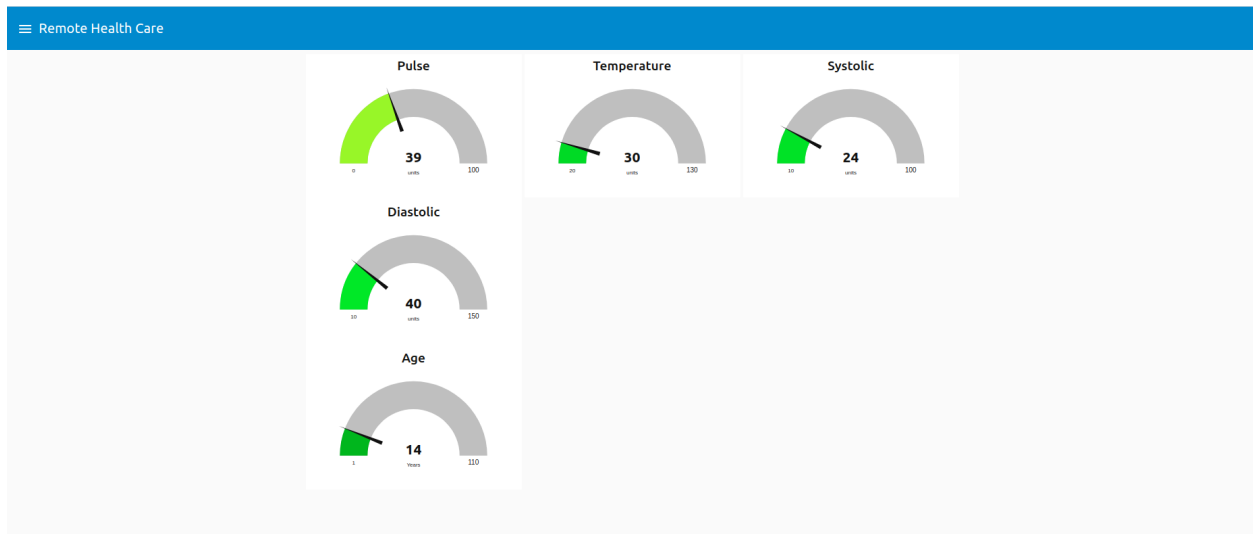 Remote Health Care
Pulse
39
units
0
100
Temperature
30
units
20
130
Systolic
24
units
10
100
Diastolic
40
units
10
150
Age
14
Years
1
110